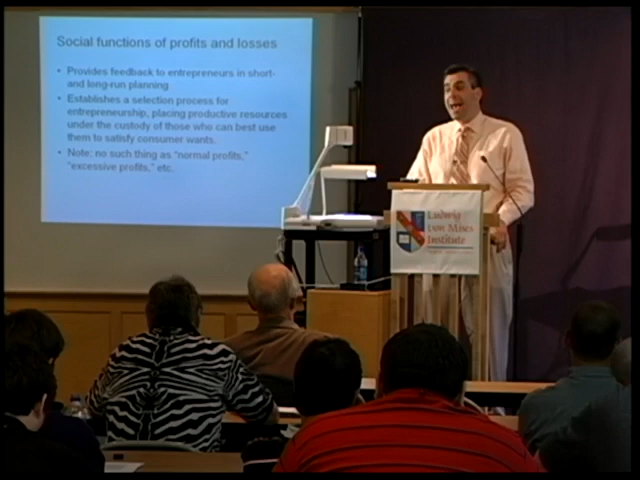 Social functions of profits and losses
• Provides feedback to entrepreneurs in short-
and long-run planning
• Establishes a selection process for
entrepreneurship, placing productive resources
under the custody of those who can best use
them to satisfy consumer wants.
• Note: no such thing as “normal profits,”
“excessive profits,” etc.
Ludwig
von Mises
Institute